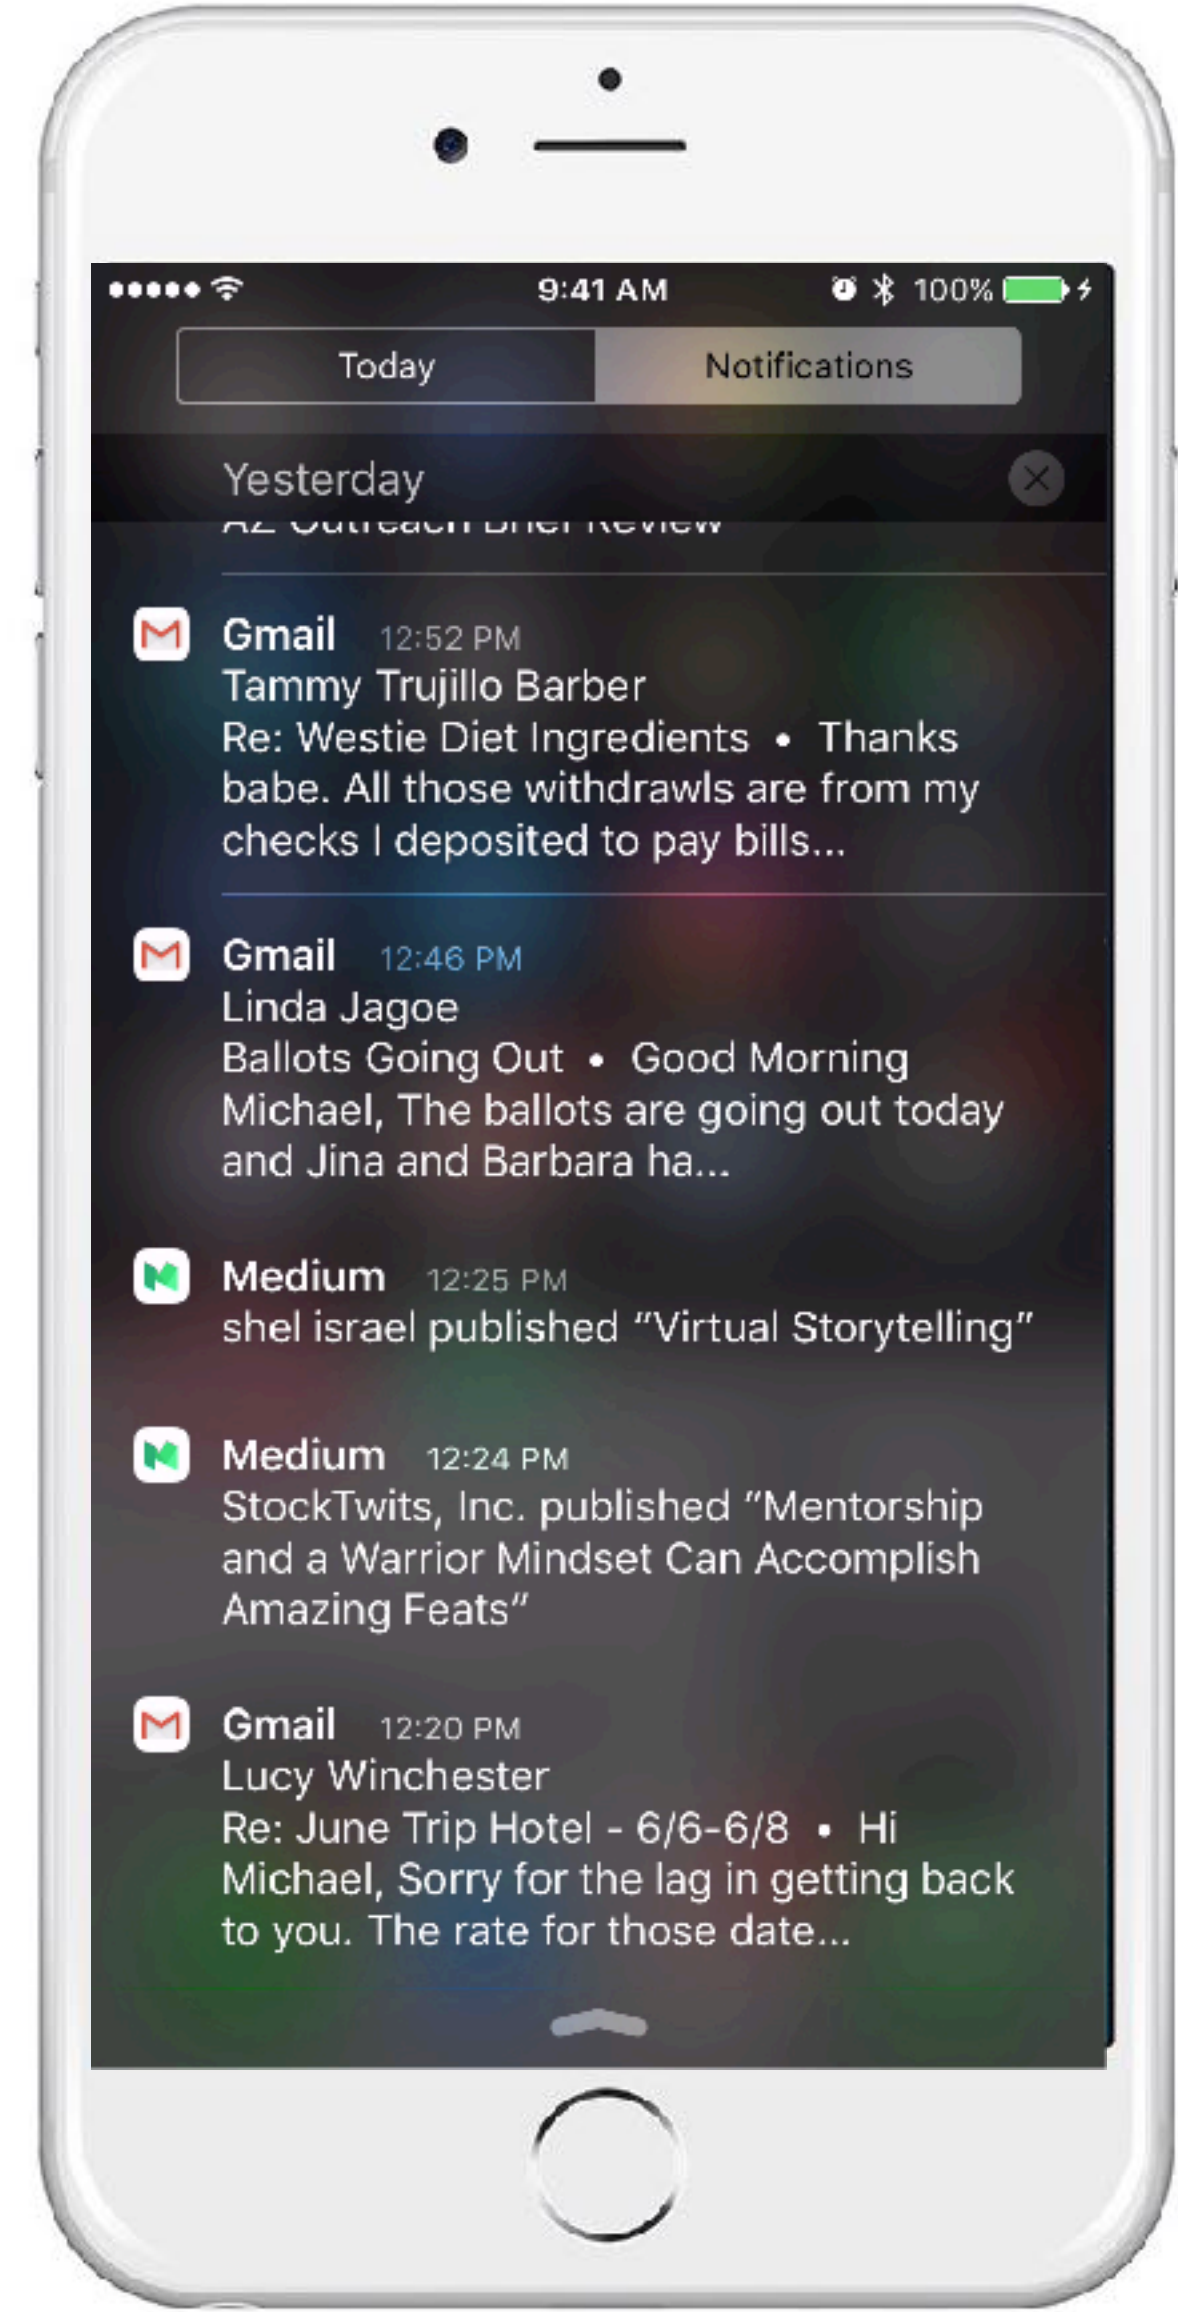 9:41 AM
100%
Today
Notifications
Yesterday
AZ Outreach Brief Review
Gmail 12:52 PM
Tammy Trujillo Barber
Re: Westie Diet Ingredients • Thanks
babe. All those withdrawls are from my
checks I deposited to pay bills...
Gmail 12:46 PM
Linda Jagoe
Ballots Going Out • Good Morning
Michael, The ballots are going out today
and Jina and Barbara ha...
Medium 12:25 PM
shel israel published “Virtual Storytelling”
Medium 12:24 PM
StockTwits, Inc. published “Mentorship
and a Warrior Mindset Can Accomplish
Amazing Feats”
Gmail 12:20 PM
Lucy Winchester
Re: June Trip Hotel - 6/6-6/8 • Hi
Michael, Sorry for the lag in getting back
to you. The rate for those date...